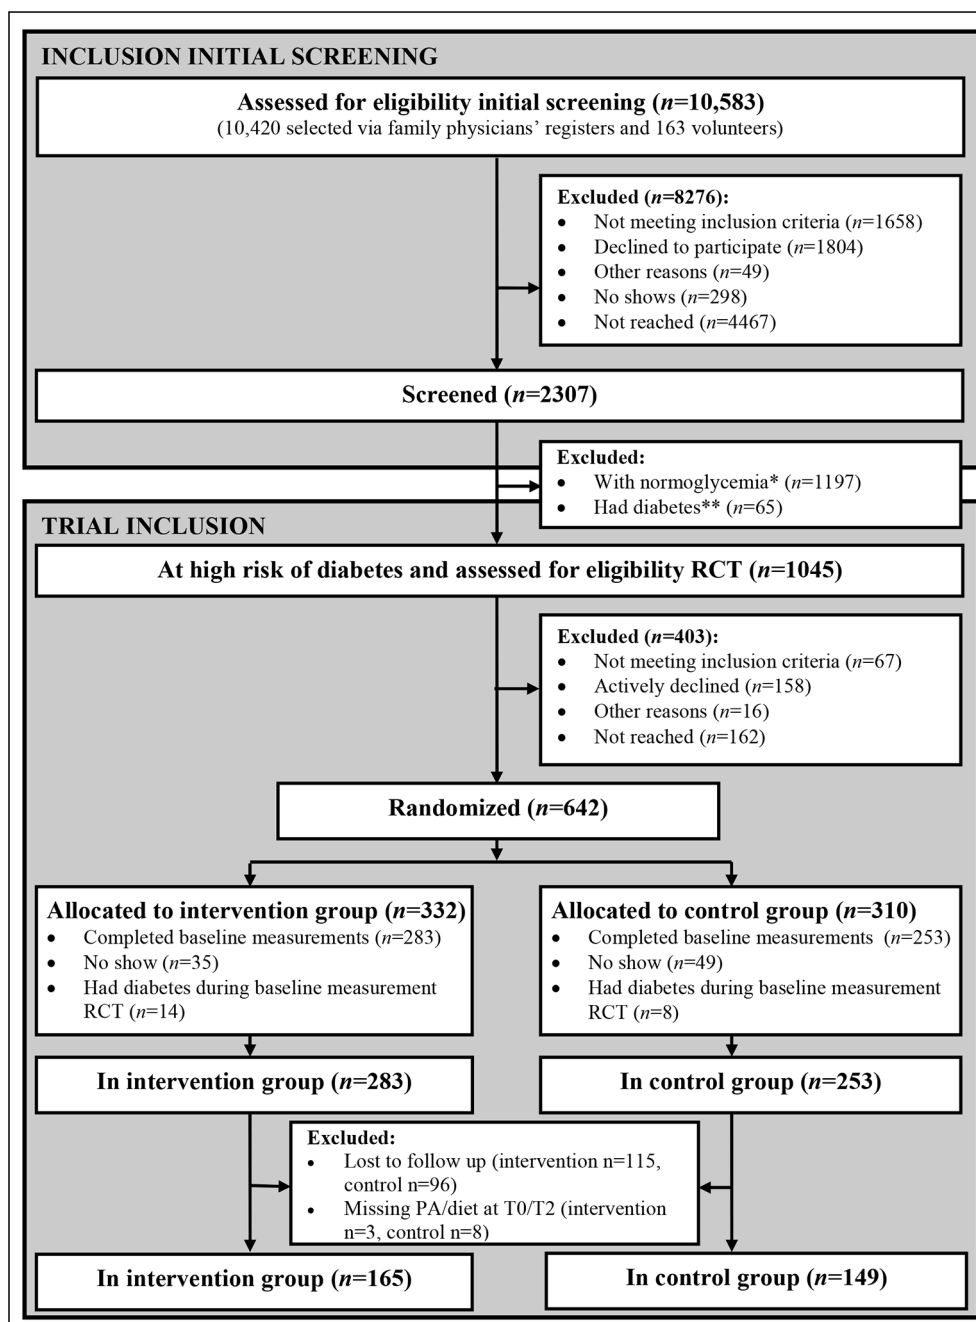 INCLUSION INITIAL SCREENING
Assessed for eligibility initial screening (n=10,583)
(10,420 selected via family physicians’ registers and 163 volunteers)
Excluded (n=8276):
• Not meeting inclusion criteria (n=1658)
• Declined to participate (n=1804)
• Other reasons (n=49)
• No shows (n=298)
• Not reached (n=4467)
Screened (n=2307)
Excluded:
• With normoglycemia* (n=1197)
• Had diabetes** (n=65)
TRIAL INCLUSION
At high risk of diabetes and assessed for eligibility RCT (n=1045)
Excluded (n=403):
• Not meeting inclusion criteria (n=67)
• Actively declined (n=158)
• Other reasons (n=16)
• Not reached (n=162)
Randomized (n=642)
Allocated to intervention group (n=332)
• Completed baseline measurements (n=283)
• No show (n=35)
• Had diabetes during baseline measurement
RCT (n=14)
Allocated to control group (n=310)
• Completed baseline measurements (n=253)
• No show (n=49)
• Had diabetes during baseline measurement
RCT (n=8)
In intervention group (n=283)
In control group (n=253)
Excluded:
• Lost to follow up (intervention n=115,
control n=96)
• Missing PA/diet at T0/T2 (intervention
n=3, control n=8)
In intervention group (n=165)
In control group (n=149)